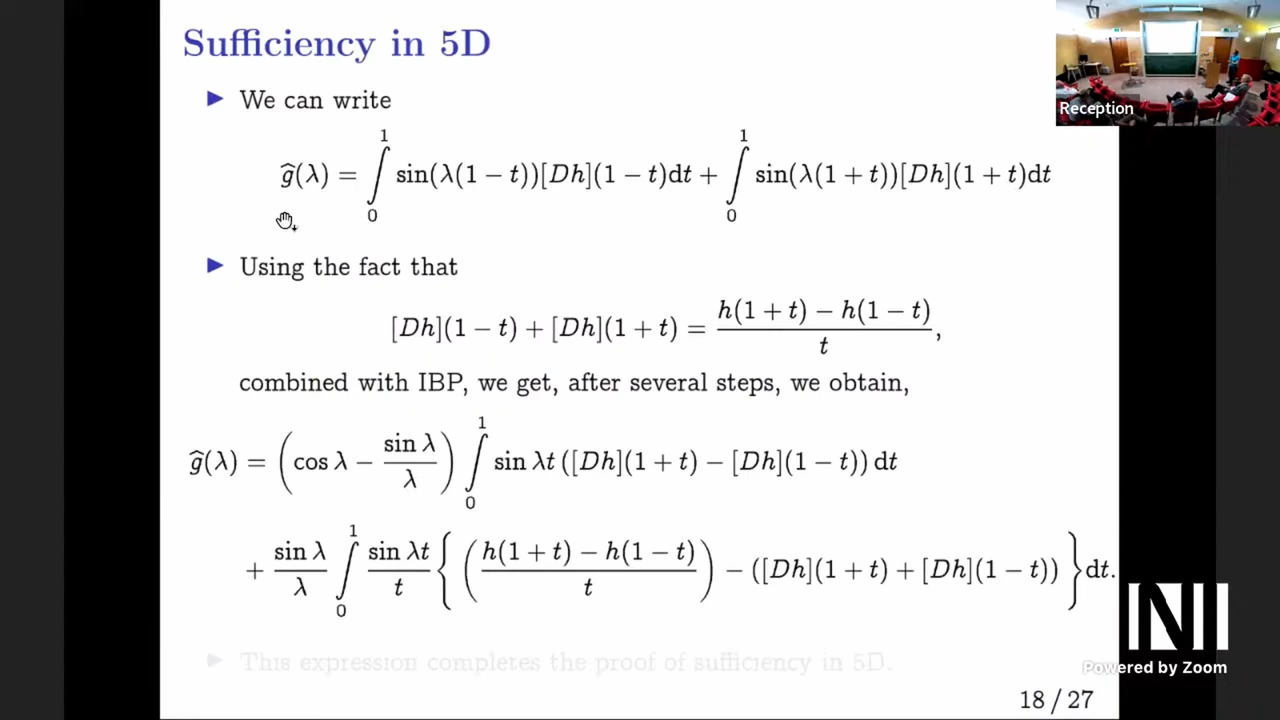 Sufficiency in 5D
▶ We can write
ĝ(λ) = ∫₀¹ sin(λ(1 − t))[Dh](1 − t)dt + ∫₀¹ sin(λ(1 + t))[Dh](1 + t)dt
▶ Using the fact that
[Dh](1 − t) + [Dh](1 + t) = (h(1 + t) − h(1 − t))/t,
combined with IBP, we get, after several steps, we obtain,
ĝ(λ) = (cos λ − (sin λ)/λ) ∫₀¹ sin λt ([Dh](1 + t) − [Dh](1 − t)) dt
+ (sin λ)/λ ∫₀¹ (sin λt)/t { ((h(1 + t) − h(1 − t))/t) − ([Dh](1 + t) + [Dh](1 − t)) } dt.
▶ This expression completes the proof of sufficiency in 5D.
18 / 27
Reception
Powered by Zoom